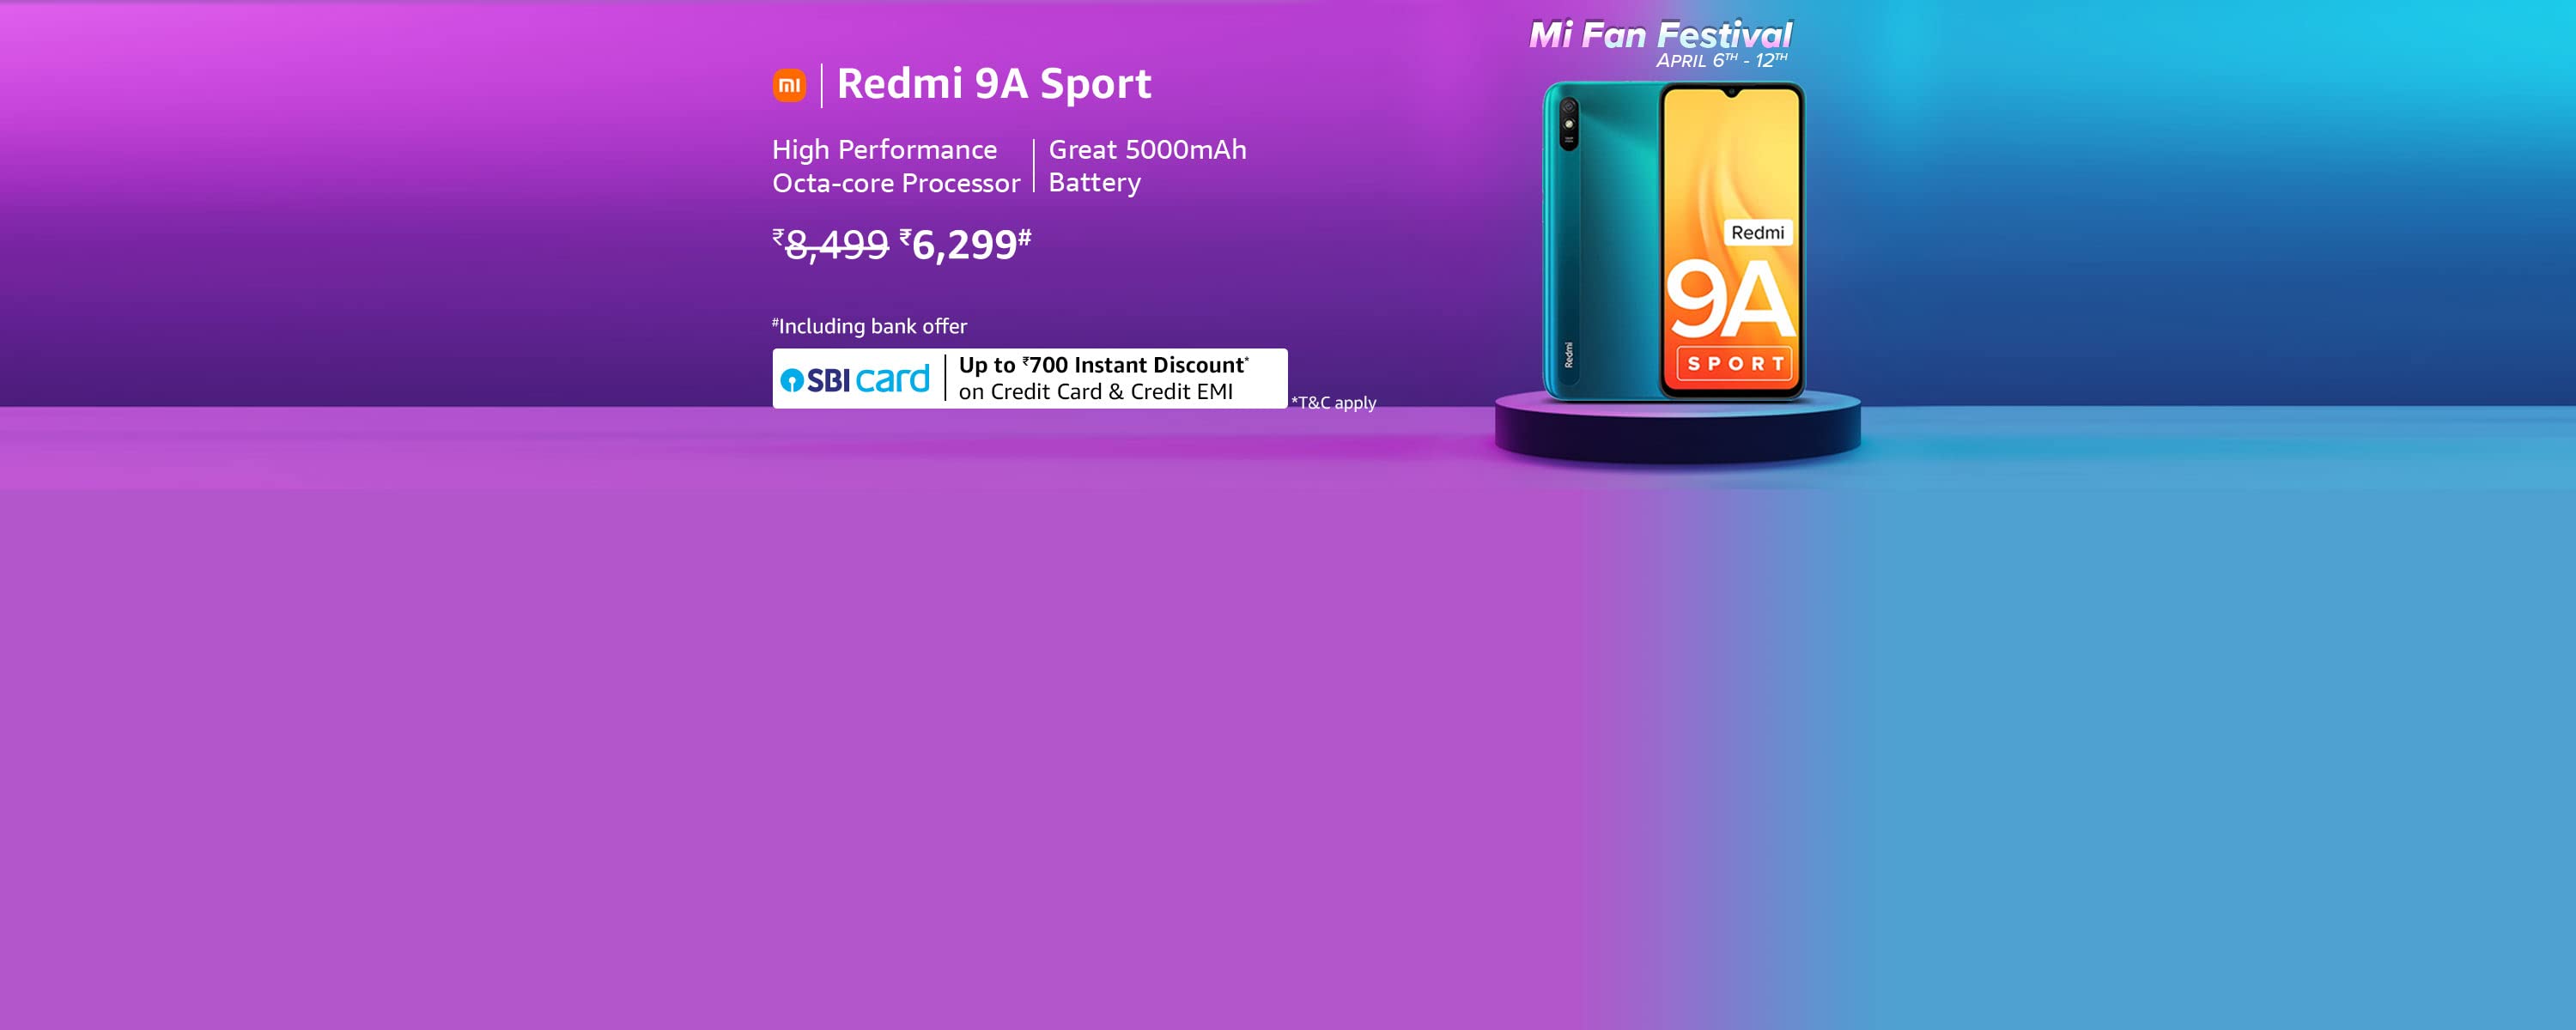 Mi Fan Festival
APRIL 6TH - 12TH
mi | Redmi 9A Sport
High Performance
Octa-core Processor
Great 5000mAh
Battery
₹8,499 ₹6,299#
#Including bank offer
SBI card
Up to ₹700 Instant Discount*
on Credit Card & Credit EMI
*T&C apply
Redmi
Redmi
9A
SPORT